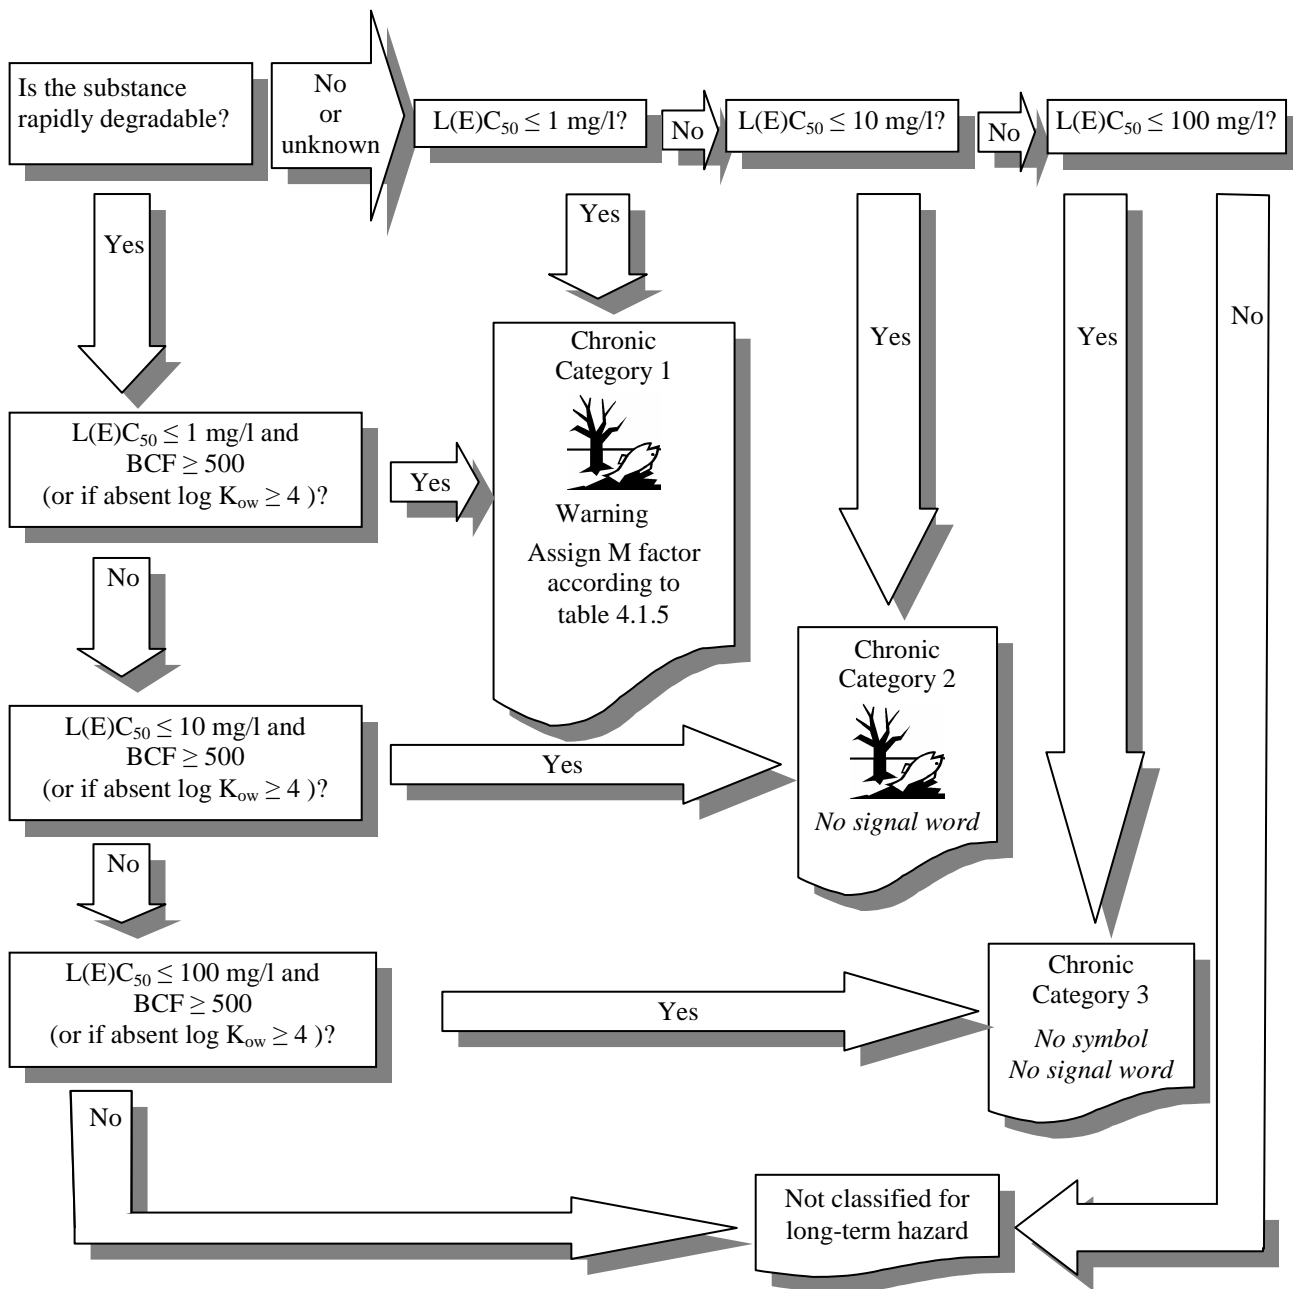 Is the substance
rapidly degradable?
No
or
unknown
L(E)C₅₀ ≤ 1 mg/l?
No
L(E)C₅₀ ≤ 10 mg/l?
No
L(E)C₅₀ ≤ 100 mg/l?
Yes
Yes
Yes
Yes
No
L(E)C₅₀ ≤ 1 mg/l and
BCF ≥ 500
(or if absent log Kₒw ≥ 4 )?
Yes
Chronic
Category 1
Warning
Assign M factor
according to
table 4.1.5
No
L(E)C₅₀ ≤ 10 mg/l and
BCF ≥ 500
(or if absent log Kₒw ≥ 4 )?
Yes
Chronic
Category 2
No signal word
No
L(E)C₅₀ ≤ 100 mg/l and
BCF ≥ 500
(or if absent log Kₒw ≥ 4 )?
Yes
Chronic
Category 3
No symbol
No signal word
No
Not classified for
long-term hazard